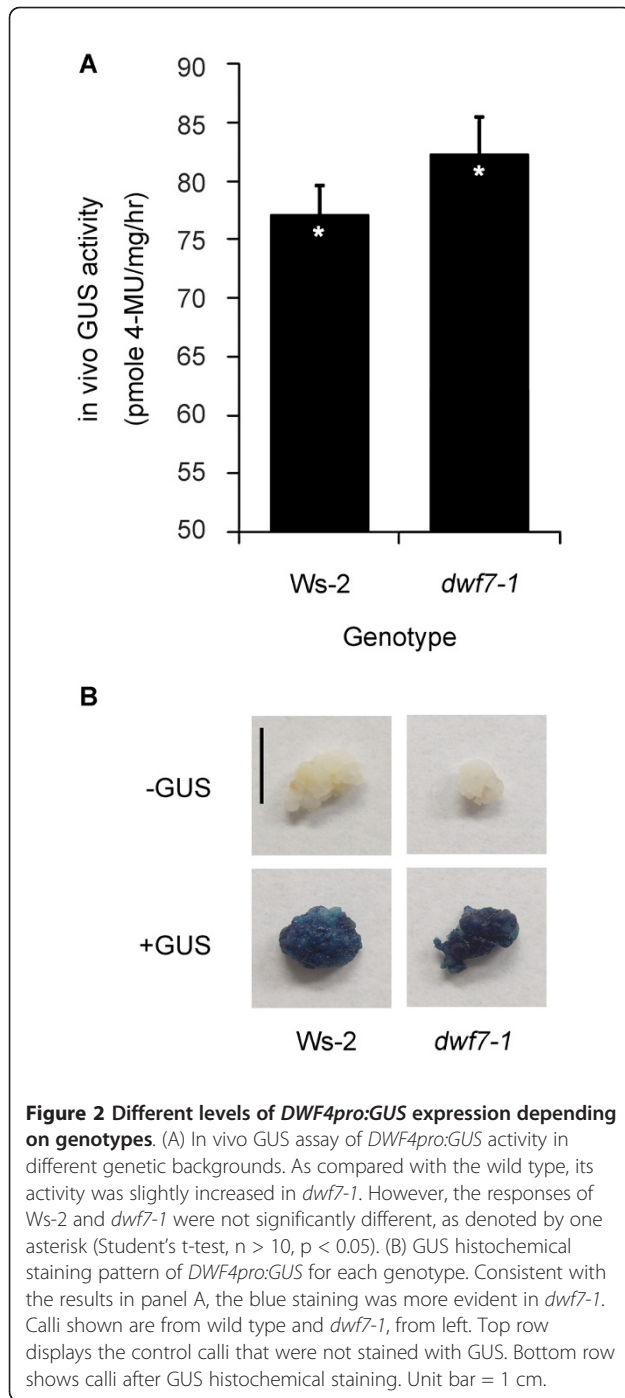 A
90
85
80
75
70
65
60
55
50
in vivo GUS activity
(pmole 4-MU/mg/hr)
*
*
Ws-2 dwf7-1
Genotype
B
-GUS
+GUS
Ws-2 dwf7-1
Figure 2 Different levels of DWF4pro:GUS expression depending
on genotypes. (A) In vivo GUS assay of DWF4pro:GUS activity in
different genetic backgrounds. As compared with the wild type, its
activity was slightly increased in dwf7-1. However, the responses of
Ws-2 and dwf7-1 were not significantly different, as denoted by one
asterisk (Student's t-test, n > 10, p < 0.05). (B) GUS histochemical
staining pattern of DWF4pro:GUS for each genotype. Consistent with
the results in panel A, the blue staining was more evident in dwf7-1.
Calli shown are from wild type and dwf7-1, from left. Top row
displays the control calli that were not stained with GUS. Bottom row
shows calli after GUS histochemical staining. Unit bar = 1 cm.